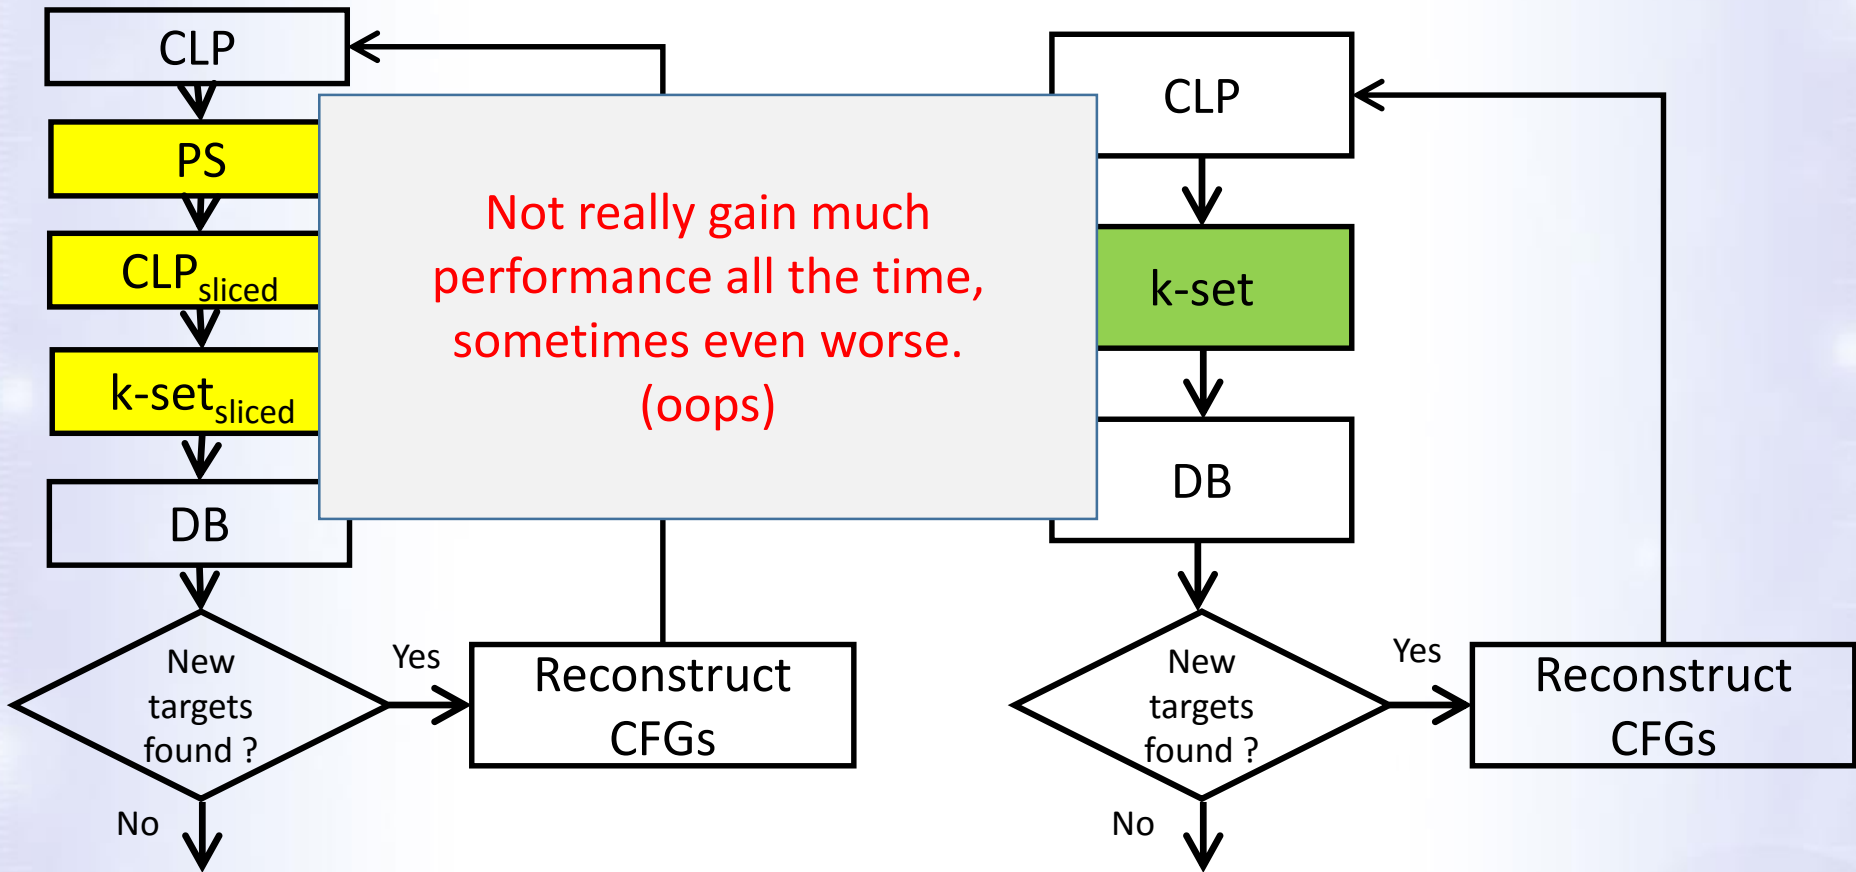 CLP
PS
CLPsliced
k-setsliced
DB
New
targets
found ?
Yes
No
Reconstruct
CFGs
Not really gain much
performance all the time,
sometimes even worse.
(oops)
CLP
k-set
DB
New
targets
found ?
Yes
No
Reconstruct
CFGs